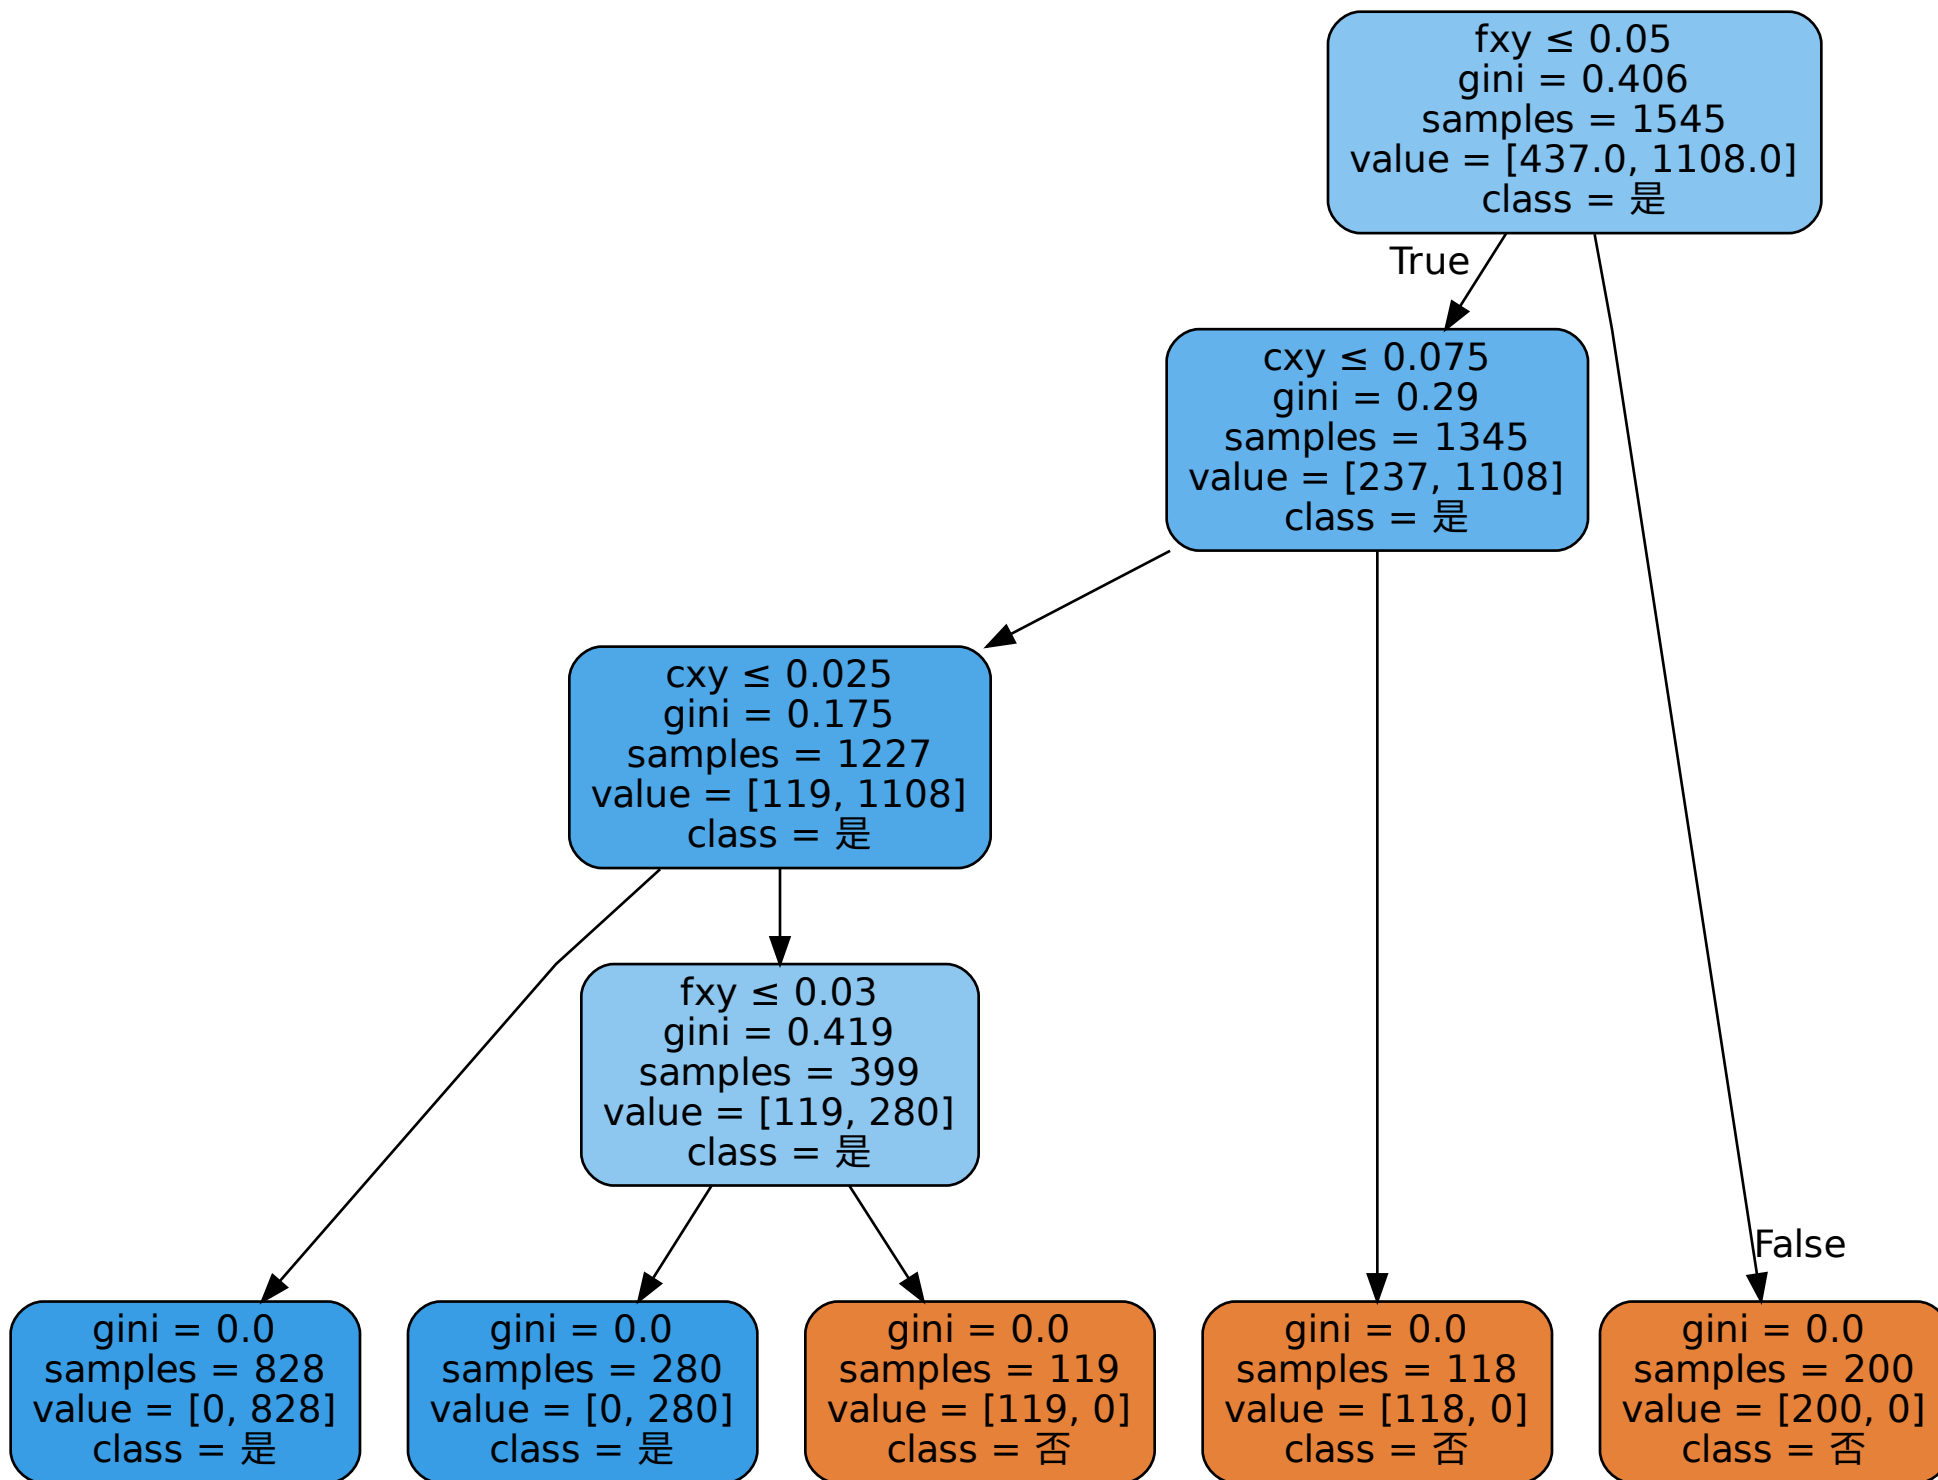 fxy ≤ 0.05
gini = 0.406
samples = 1545
value = [437.0, 1108.0]
class = 是
True
cxy ≤ 0.075
gini = 0.29
samples = 1345
value = [237, 1108]
class = 是
cxy ≤ 0.025
gini = 0.175
samples = 1227
value = [119, 1108]
class = 是
fxy ≤ 0.03
gini = 0.419
samples = 399
value = [119, 280]
class = 是
False
gini = 0.0
samples = 828
value = [0, 828]
class = 是
gini = 0.0
samples = 280
value = [0, 280]
class = 是
gini = 0.0
samples = 119
value = [119, 0]
class = 否
gini = 0.0
samples = 118
value = [118, 0]
class = 否
gini = 0.0
samples = 200
value = [200, 0]
class = 否